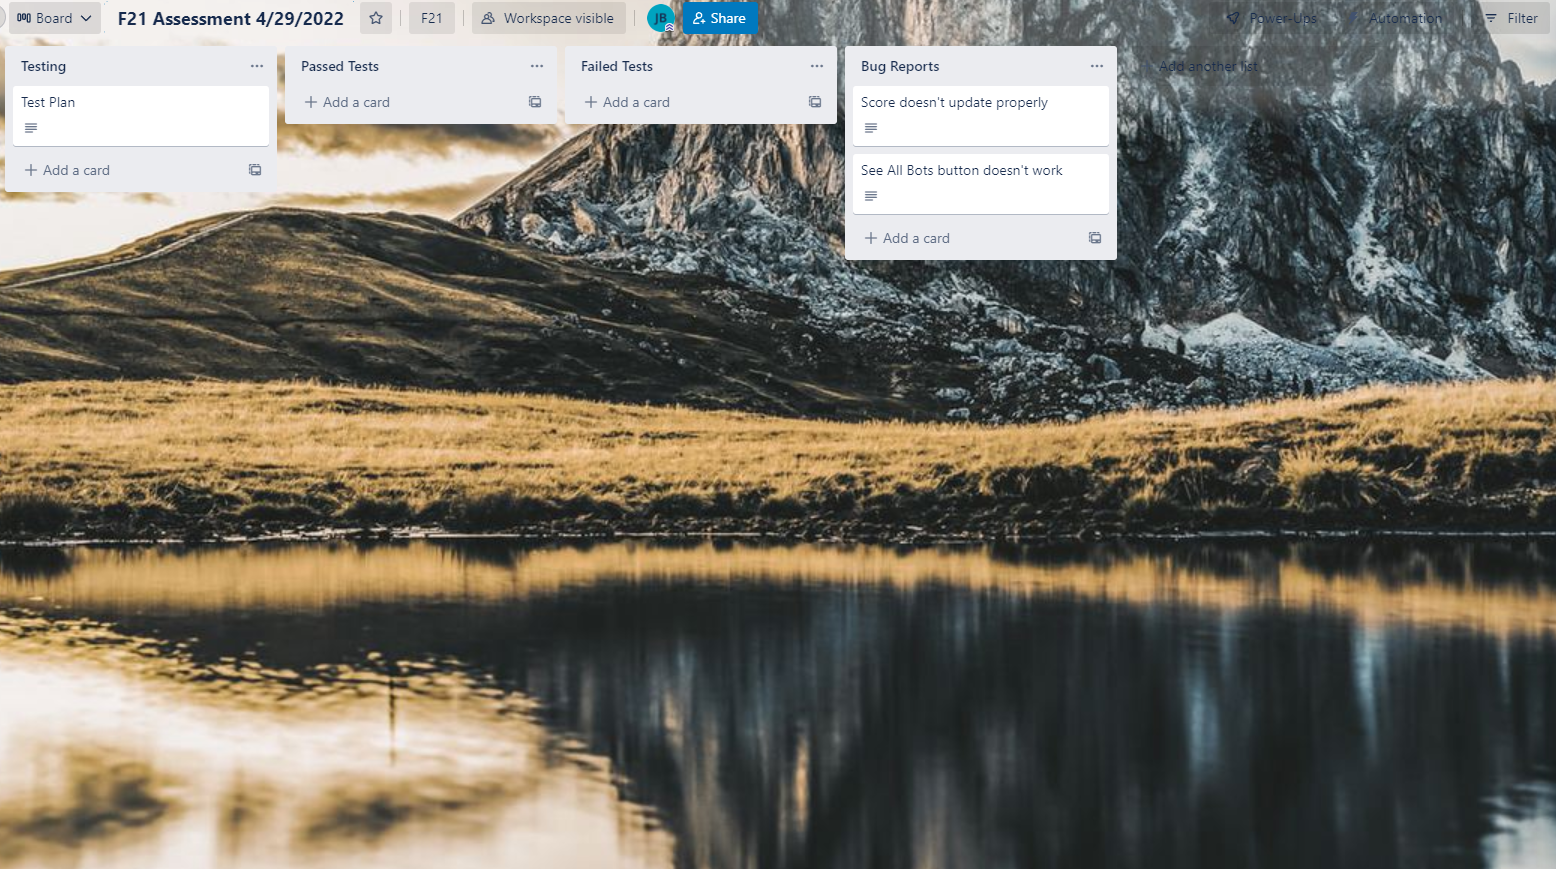 Board
F21 Assessment 4/29/2022
F21
Workspace visible
JB
Share
Power-Ups
Automation
Filter
Testing
Test Plan
Add a card
Passed Tests
Add a card
Failed Tests
Add a card
Bug Reports
Score doesn't update properly
See All Bots button doesn't work
Add a card
Add another list